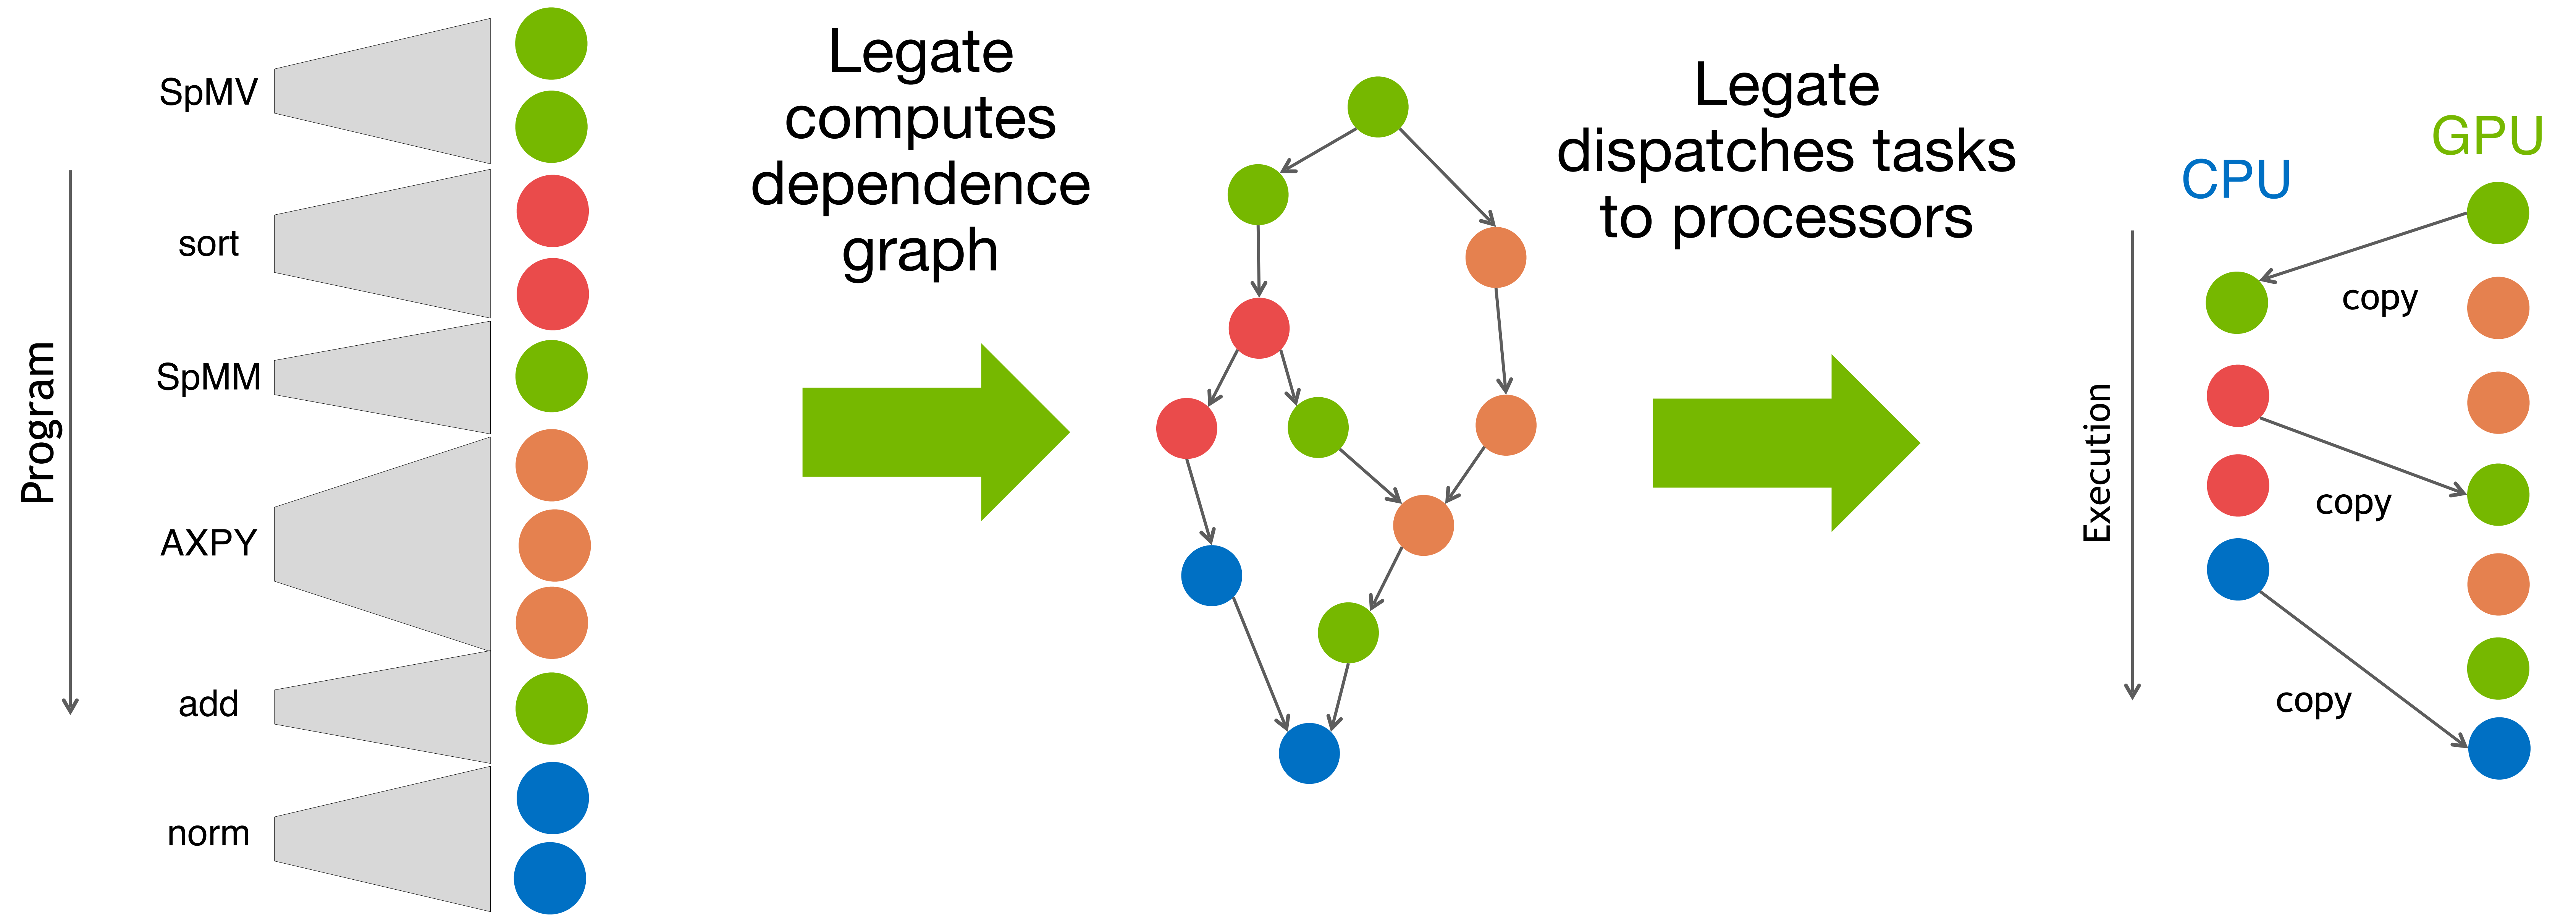 Program
SpMV
sort
SpMM
AXPY
add
norm
Legate
computes
dependence
graph
Legate
dispatches tasks
to processors
Execution
CPU
GPU
copy
copy
copy